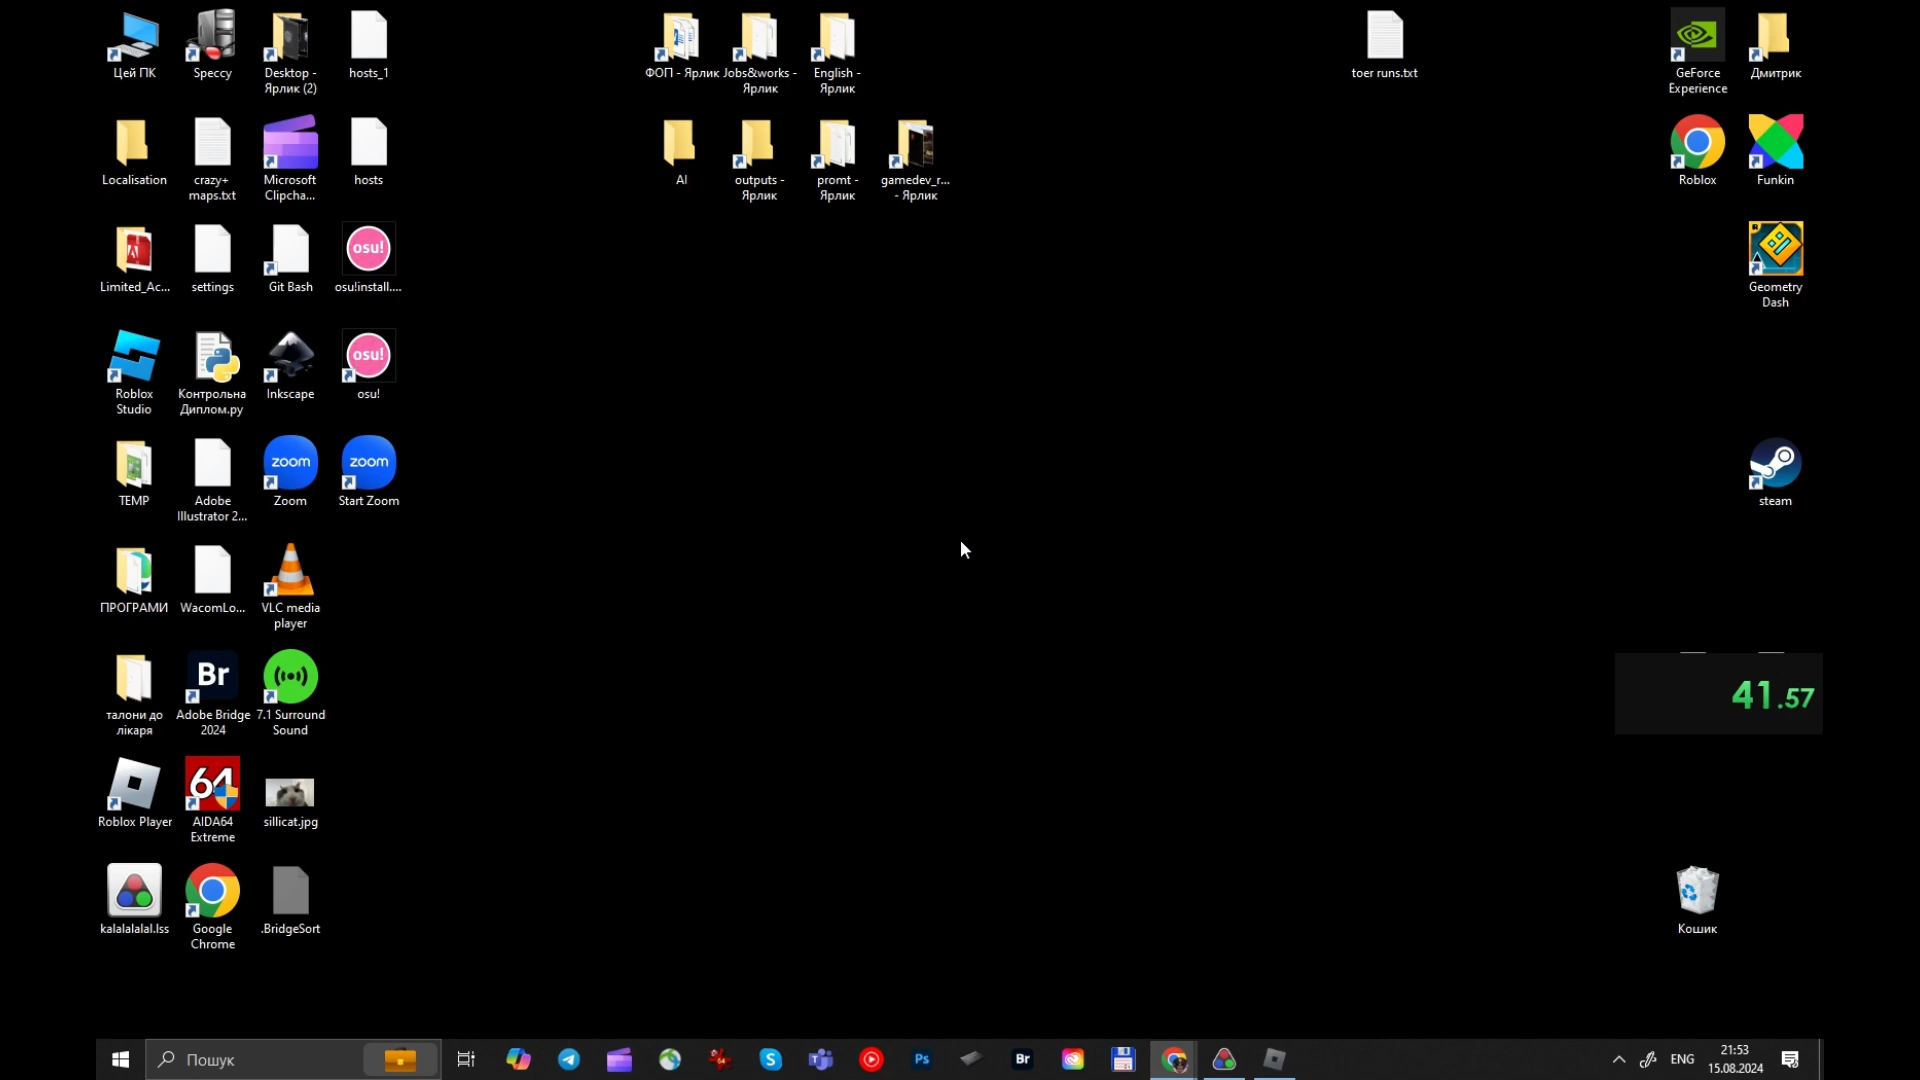 Цей ПК
Speccy
Desktop -
Ярлик (2)
hosts_1
ФОП - Ярлик
Jobs&works -
Ярлик
English -
Ярлик
toer runs.txt
GeForce
Experience
Дмитрик
Localisation
crazy+
maps.txt
Microsoft
Clipcha...
hosts
AI
outputs -
Ярлик
promt -
Ярлик
gamedev_r...
- Ярлик
Roblox
Funkin
Limited_Ac...
settings
Git Bash
osu!
osu!install....
Geometry
Dash
Roblox
Studio
Контрольна
Диплом.py
Inkscape
osu!
osu!
TEMP
Adobe
Illustrator 2...
zoom
Zoom
zoom
Start Zoom
steam
ПРОГРАМИ
WacomLo...
VLC media
player
талони до
лікаря
Br
Adobe Bridge
2024
7.1 Surround
Sound
41.57
Roblox Player
64
AIDA64
Extreme
sillicat.jpg
kalalalalal.lss
Google
Chrome
.BridgeSort
Кошик
Пошук
Ps
Br
ENG
21:53
15.08.2024